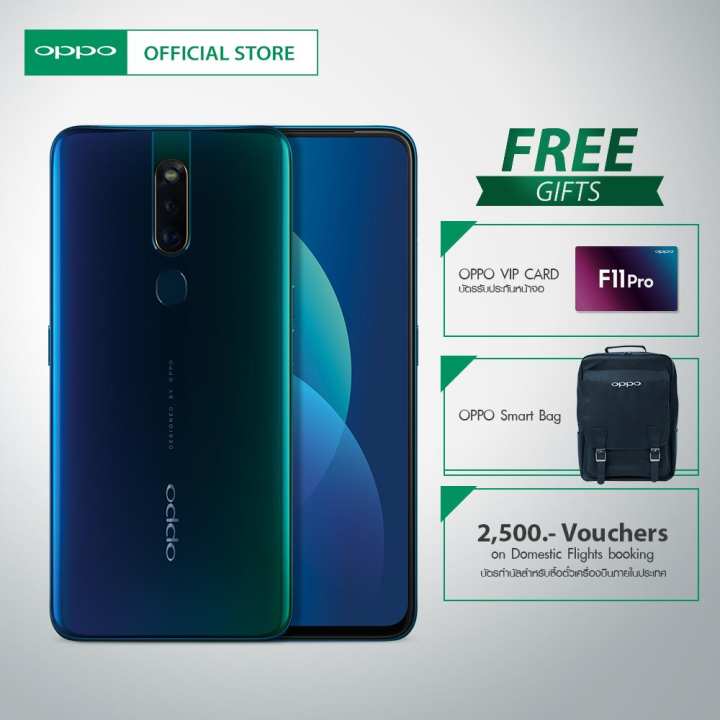 oppo
OFFICIAL STORE
DESIGNED BY OPPO
oppo
FREE
GIFTS
OPPO VIP CARD
บัตรรับประกันหน้าจอ
oppo
F11 Pro
OPPO Smart Bag
oppo
2,500.- Vouchers
on Domestic Flights booking
บัตรกำนัลสำหรับซื้อตั๋วเครื่องบินภายในประเทศ